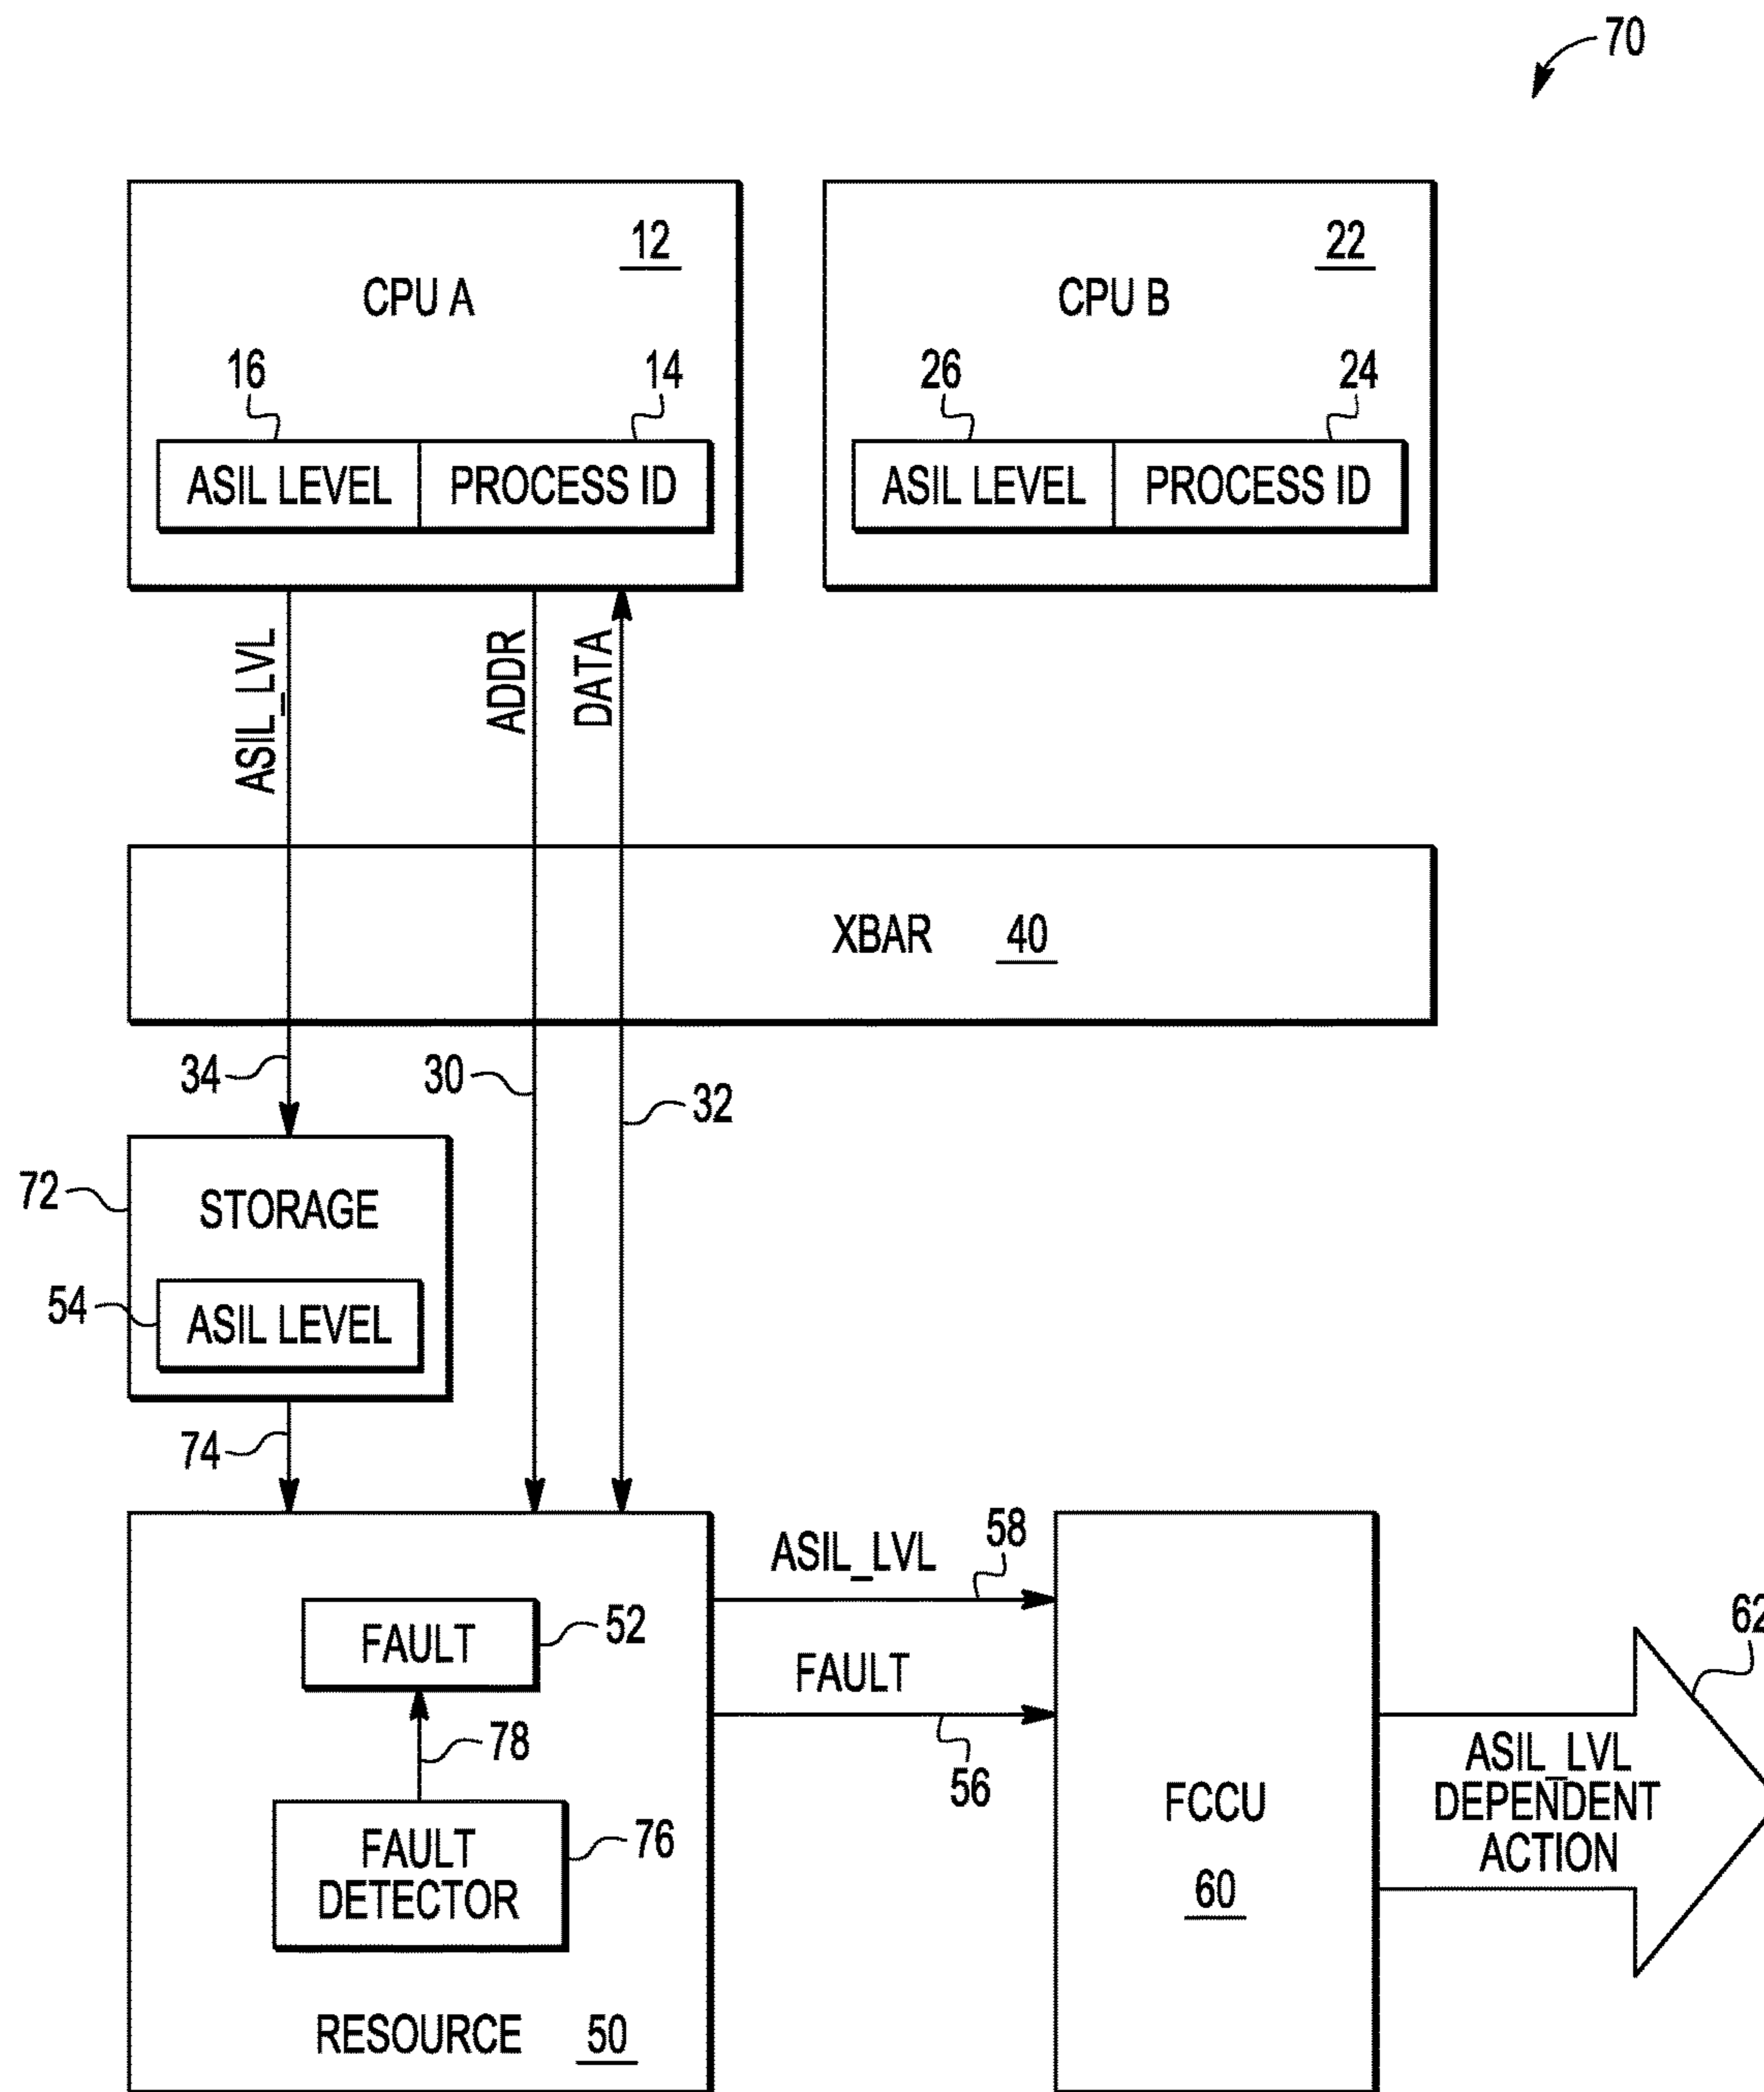 70
12
CPU A
16
14
ASIL LEVEL
PROCESS ID
22
CPU B
26
24
ASIL LEVEL
PROCESS ID
ASIL_LVL
ADDR
DATA
XBAR 40
34
30
32
72
STORAGE
54
ASIL LEVEL
74
ASIL_LVL
58
FAULT
52
FAULT
56
78
FAULT
DETECTOR
76
RESOURCE 50
FCCU
60
62
ASIL_LVL
DEPENDENT
ACTION